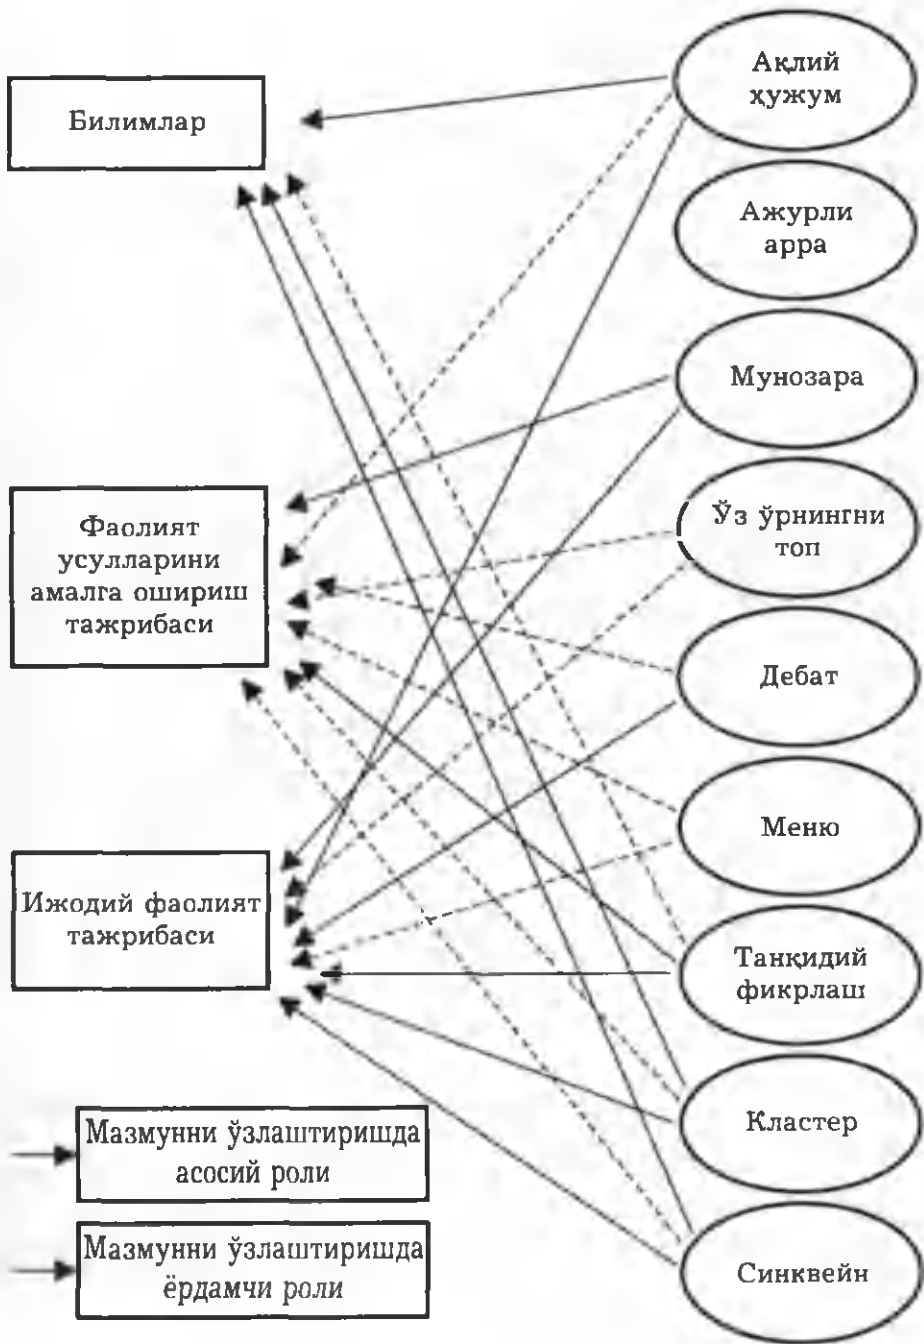 Билимлар
Фаолият
усулларини
амалга ошириш
тажрибаси
Ижодий фаолият
тажрибаси
Мазмунни ўзлаштиришда
асосий роли
Мазмунни ўзлаштиришда
ёрдамчи роли
Ақлий
ҳужум
Ажурли
арра
Мунозара
Ўз ўрнингни
топ
Дебат
Меню
Танқидий
фикрлаш
Кластер
Синквейн